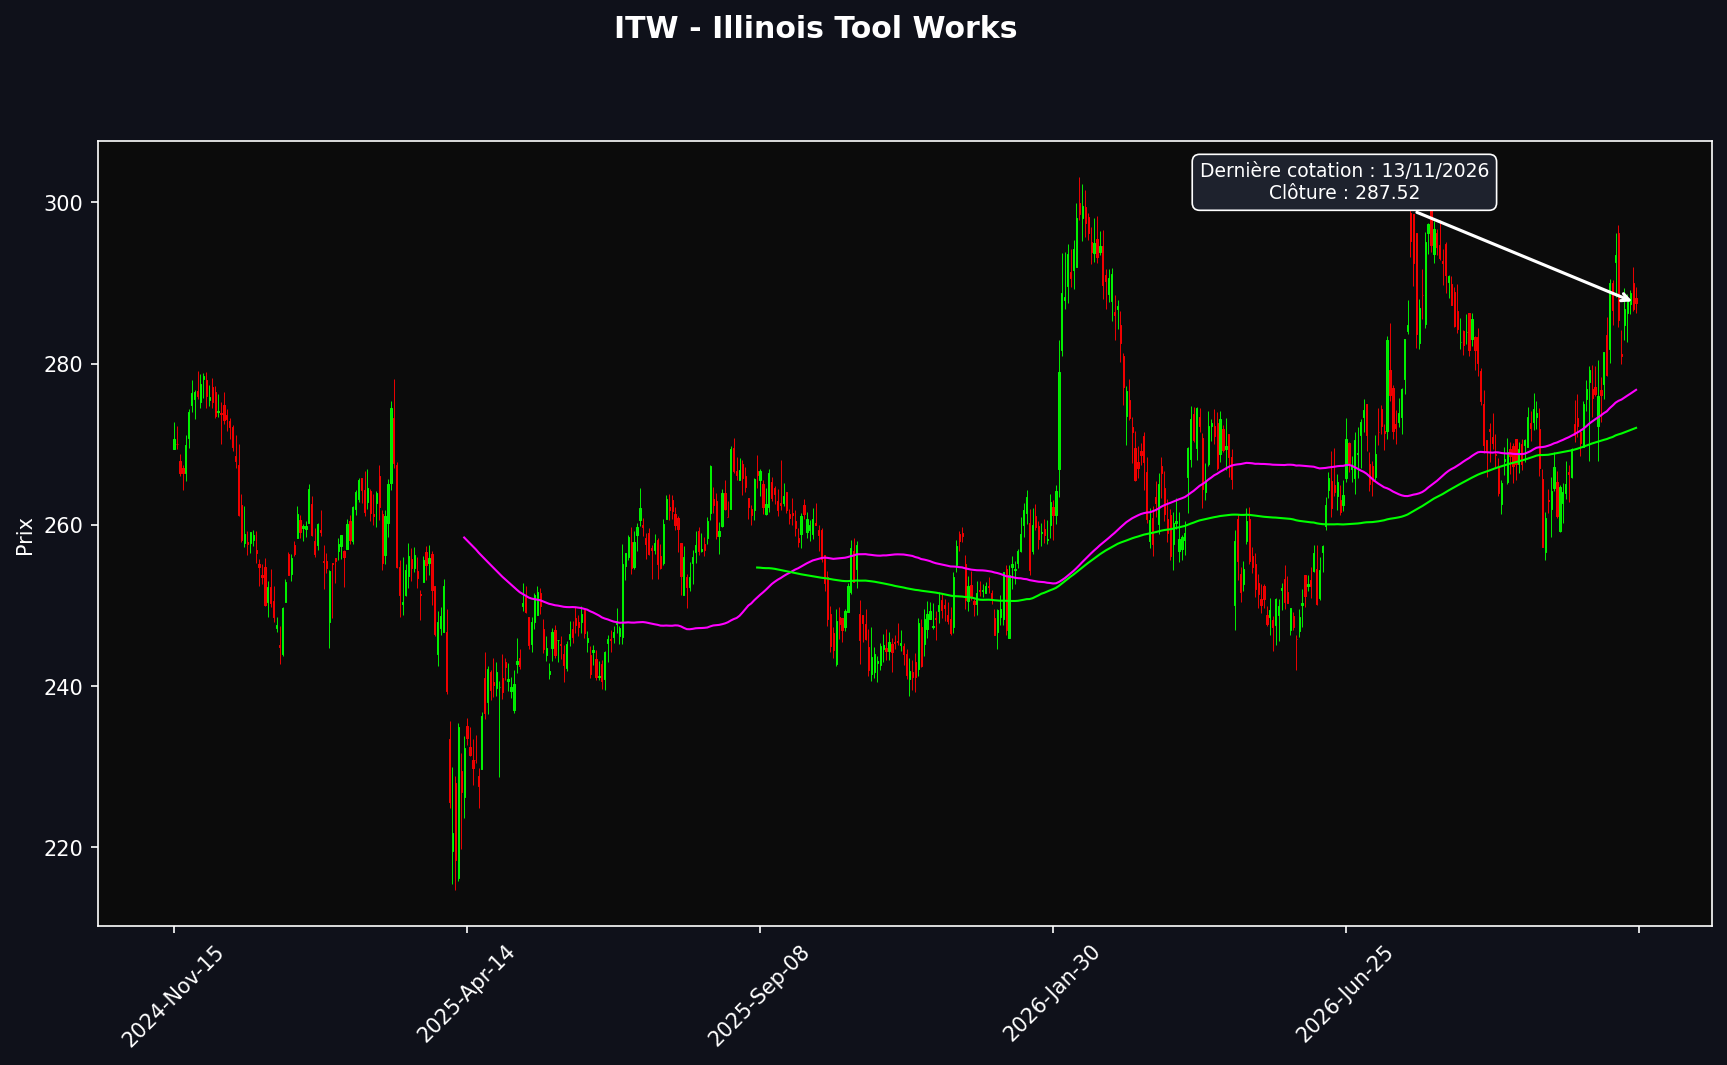 ITW - Illinois Tool Works
Dernière cotation : 13/11/2026
Clôture : 287.52
300
280
260
240
220
Prix
2024-Nov-15
2025-Apr-14
2025-Sep-08
2026-Jan-30
2026-Jun-25